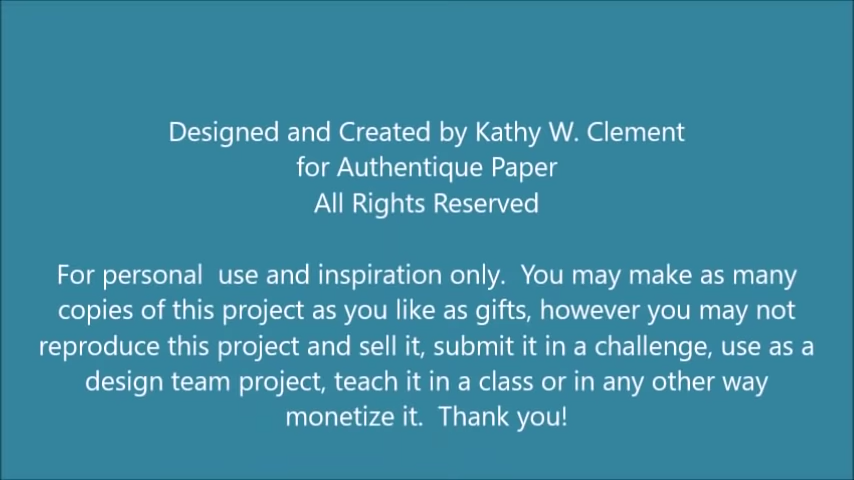 Designed and Created by Kathy W. Clement
for Authentique Paper
All Rights Reserved
For personal  use and inspiration only.  You may make as many
copies of this project as you like as gifts, however you may not
reproduce this project and sell it, submit it in a challenge, use as a
design team project, teach it in a class or in any other way
monetize it.  Thank you!